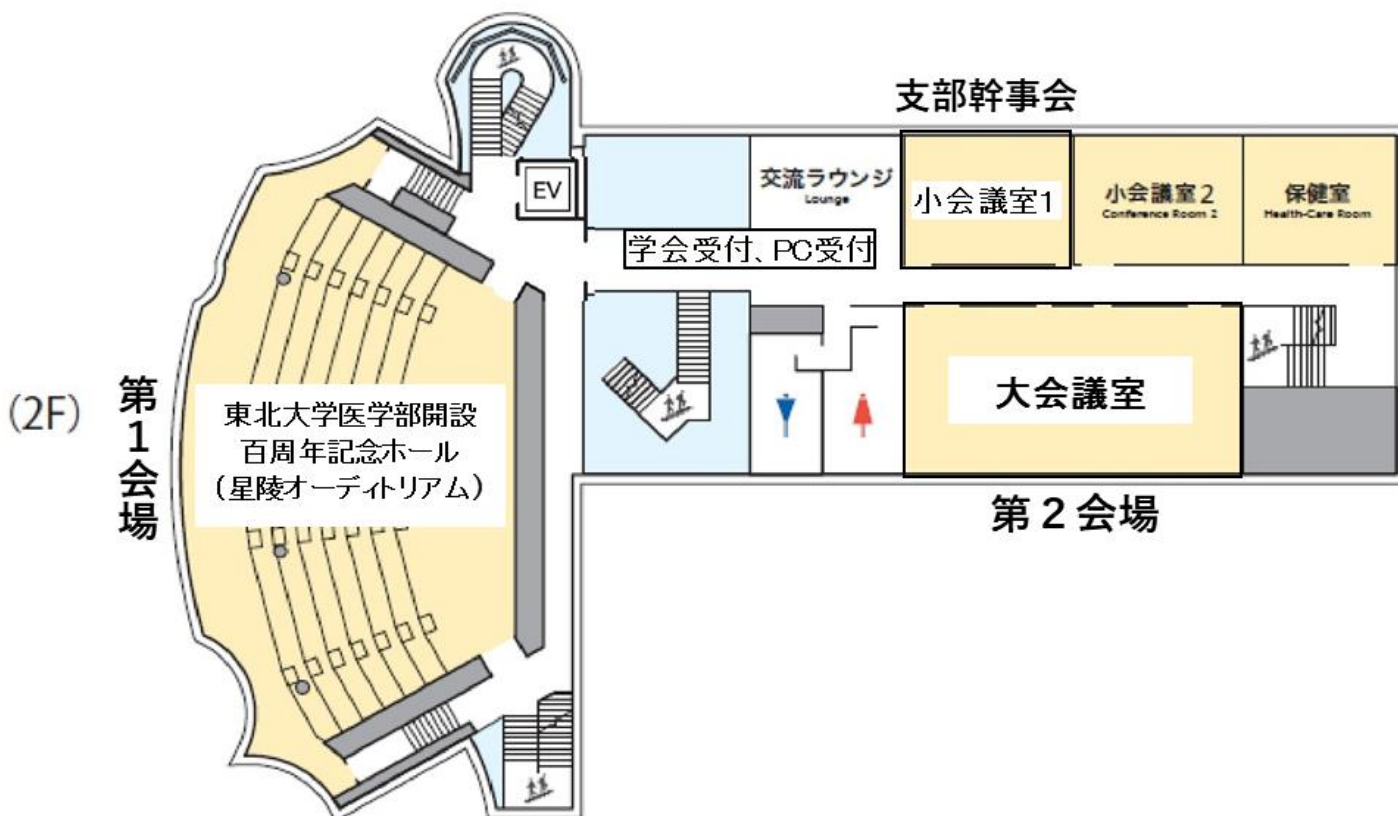 支部幹事会
EV
交流ラウンジ
Lounge
小会議室1
小会議室2
Conference Room 2
保健室
Health-Care Room
学会受付、PC受付
(2F)
第1会場
東北大学医学部開設
百周年記念ホール
(星陵オーディトリアム)
大会議室
第2会場